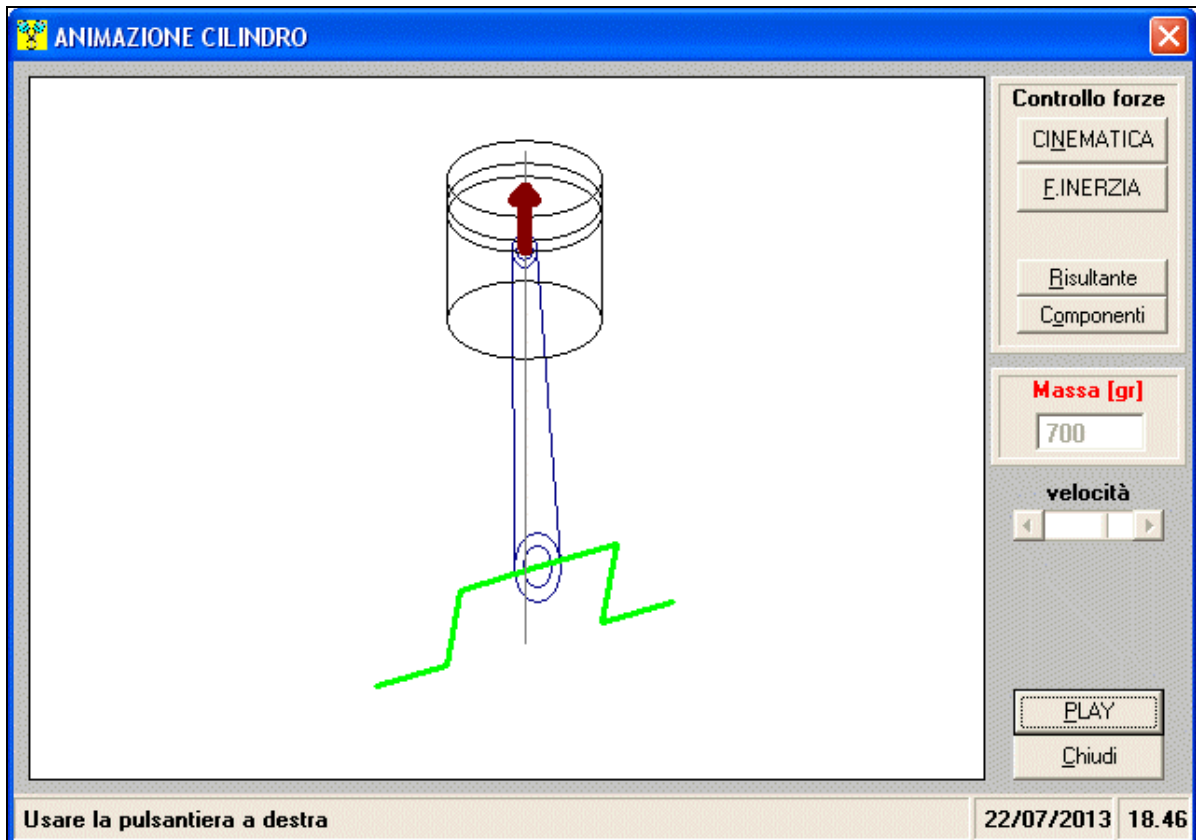 ANIMAZIONE CILINDRO
Controllo forze
CINEMATICA
F.INERZIA
Risultante
Componenti
Massa [gr]
700
velocità
PLAY
Chiudi
Usare la pulsantiera a destra
22/07/2013
18.46